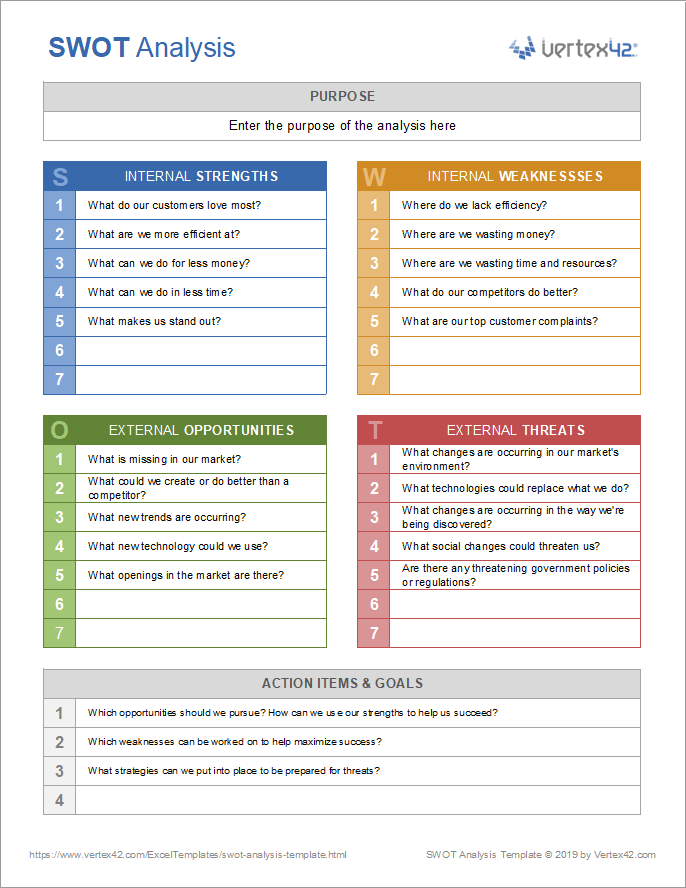 SWOT Analysis
vertex42
PURPOSE
Enter the purpose of the analysis here
S INTERNAL STRENGTHS
1 What do our customers love most?
2 What are we more efficient at?
3 What can we do for less money?
4 What can we do in less time?
5 What makes us stand out?
6
7
W INTERNAL WEAKNESSSES
1 Where do we lack efficiency?
2 Where are we wasting money?
3 Where are we wasting time and resources?
4 What do our competitors do better?
5 What are our top customer complaints?
6
7
O EXTERNAL OPPORTUNITIES
1 What is missing in our market?
2 What could we create or do better than a
competitor?
3 What new trends are occurring?
4 What new technology could we use?
5 What openings in the market are there?
6
7
T EXTERNAL THREATS
1 What changes are occurring in our market's
environment?
2 What technologies could replace what we do?
3 What changes are occurring in the way we're
being discovered?
4 What social changes could threaten us?
5 Are there any threatening government policies
or regulations?
6
7
ACTION ITEMS & GOALS
1 Which opportunities should we pursue? How can we use our strengths to help us succeed?
2 Which weaknesses can be worked on to help maximize success?
3 What strategies can we put into place to be prepared for threats?
4
https://www.vertex42.com/ExcelTemplates/swot-analysis-template.html
SWOT Analysis Template © 2019 by Vertex42.com